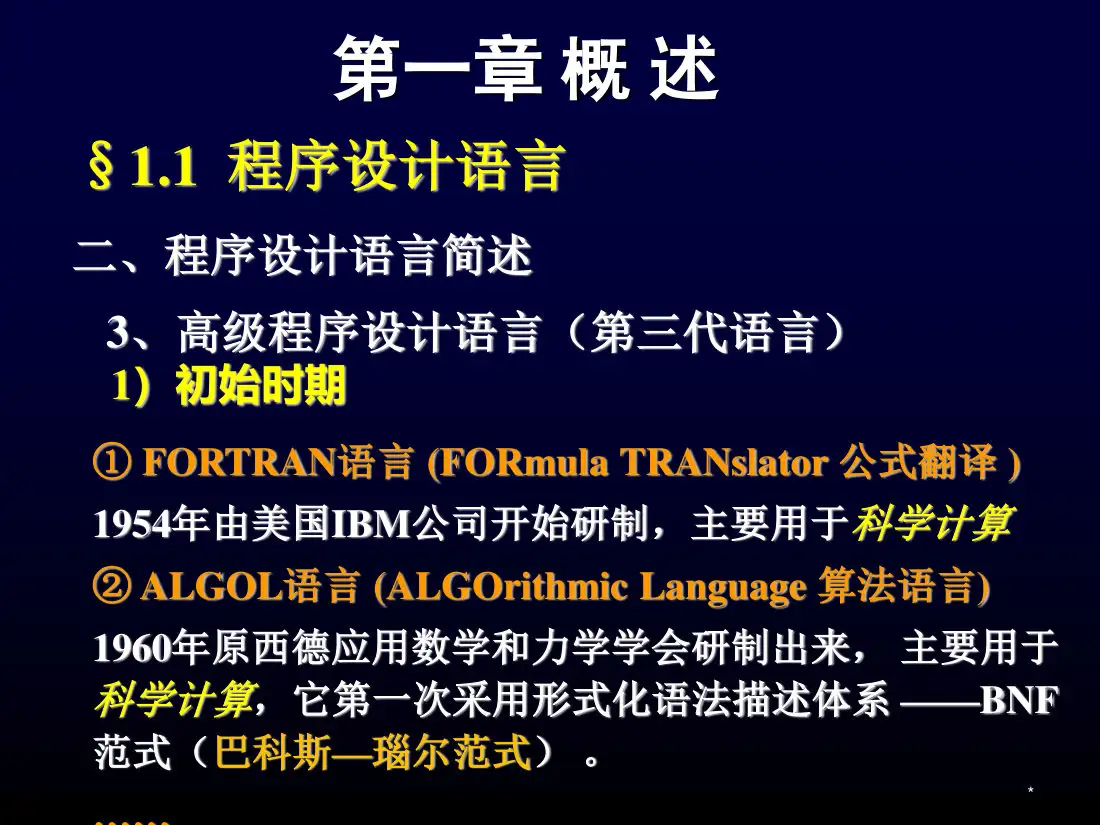 第一章 概 述
§1.1 程序设计语言
二、程序设计语言简述
3、高级程序设计语言（第三代语言）
1）初始时期
① FORTRAN语言 (FORmula TRANslator 公式翻译 )
1954年由美国IBM公司开始研制，主要用于科学计算
② ALGOL语言 (ALGOrithmic Language 算法语言)
1960年原西德应用数学和力学学会研制出来， 主要用于
科学计算，它第一次采用形式化语法描述体系 ——BNF
范式（巴科斯—瑙尔范式） 。
*
……